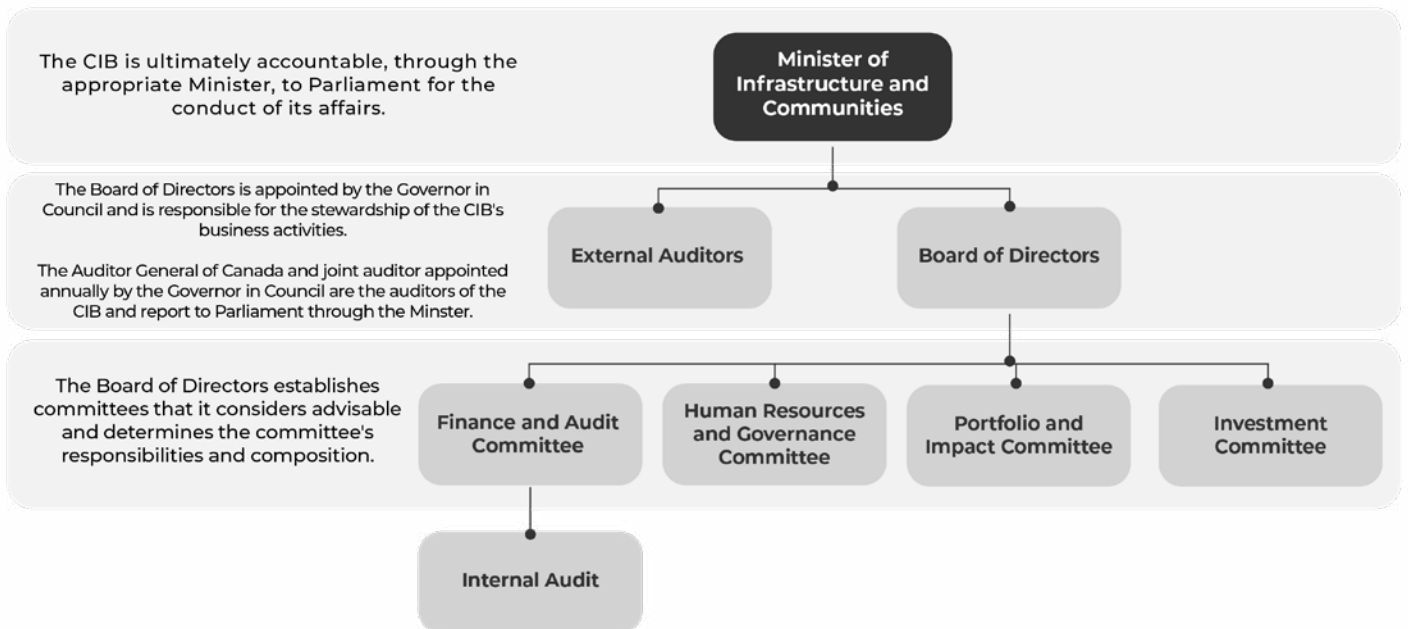 The CIB is ultimately accountable, through the
appropriate Minister, to Parliament for the
conduct of its affairs.
Minister of
Infrastructure and
Communities
The Board of Directors is appointed by the Governor in
Council and is responsible for the stewardship of the CIB's
business activities.
The Auditor General of Canada and joint auditor appointed
annually by the Governor in Council are the auditors of the
CIB and report to Parliament through the Minster.
External Auditors
Board of Directors
The Board of Directors establishes
committees that it considers advisable
and determines the committee's
responsibilities and composition.
Finance and Audit
Committee
Human Resources
and Governance
Committee
Portfolio and
Impact Committee
Investment
Committee
Internal Audit